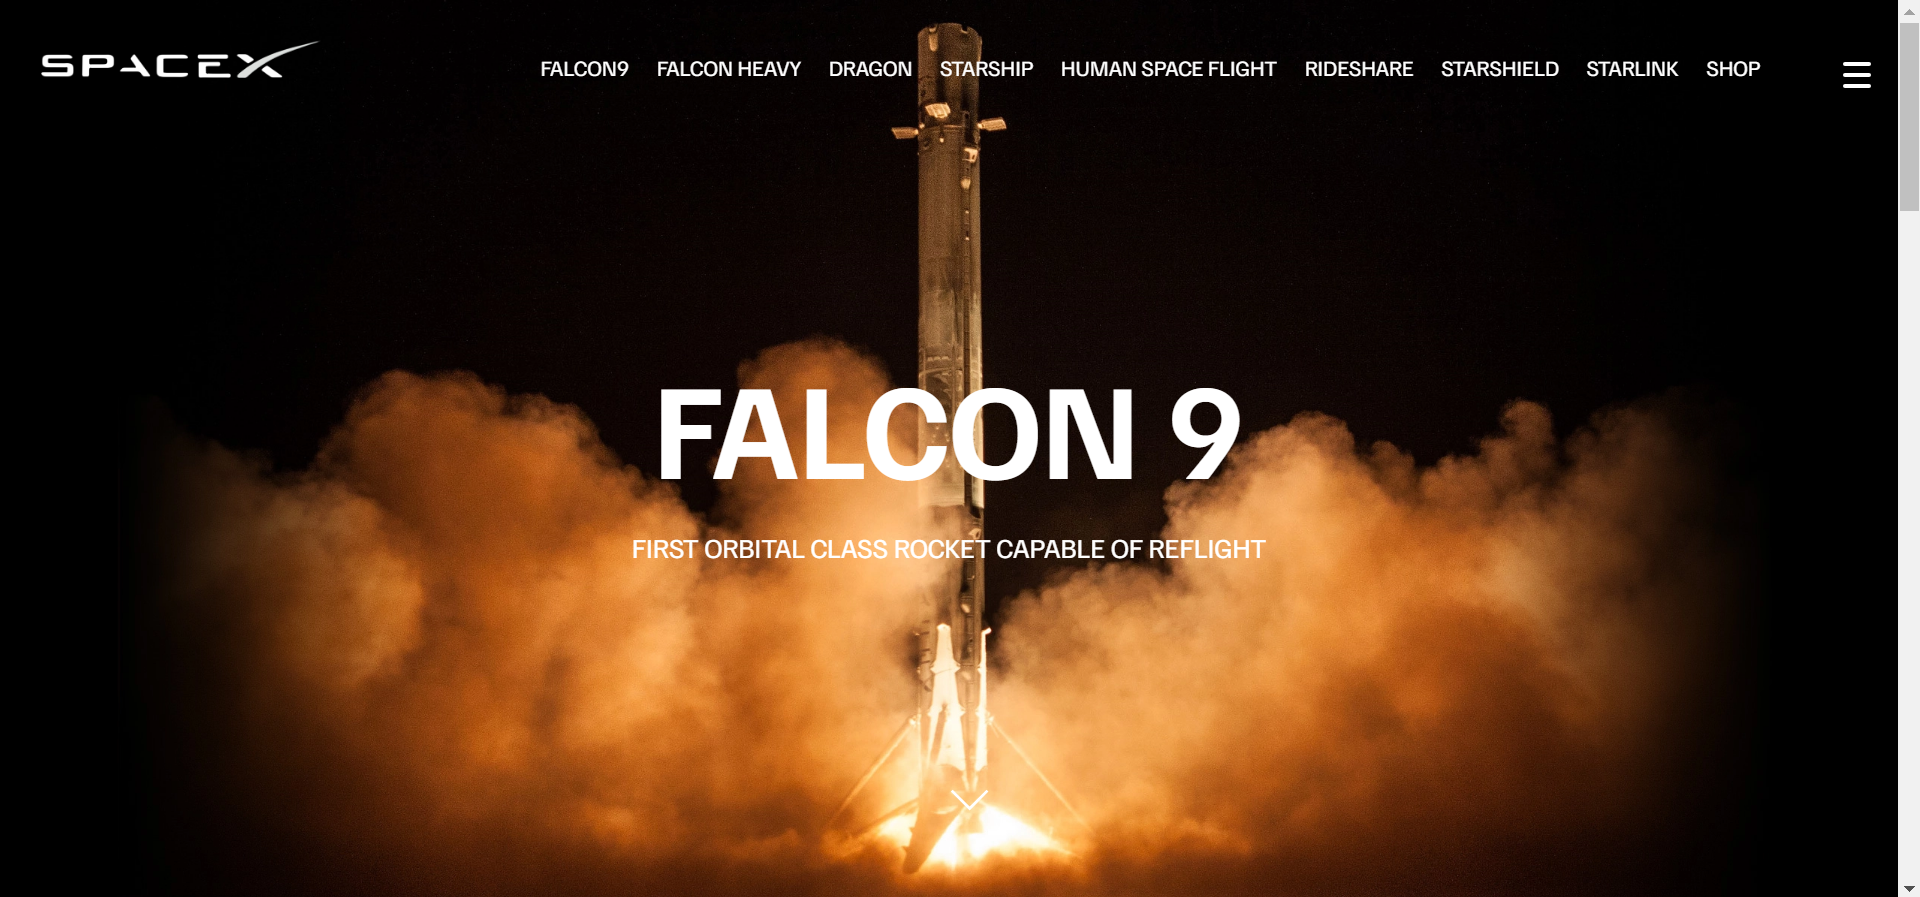 SPACEX
FALCON9 FALCON HEAVY DRAGON STARSHIP HUMAN SPACE FLIGHT RIDESHARE STARSHIELD STARLINK SHOP
FALCON 9
FIRST ORBITAL CLASS ROCKET CAPABLE OF REFLIGHT